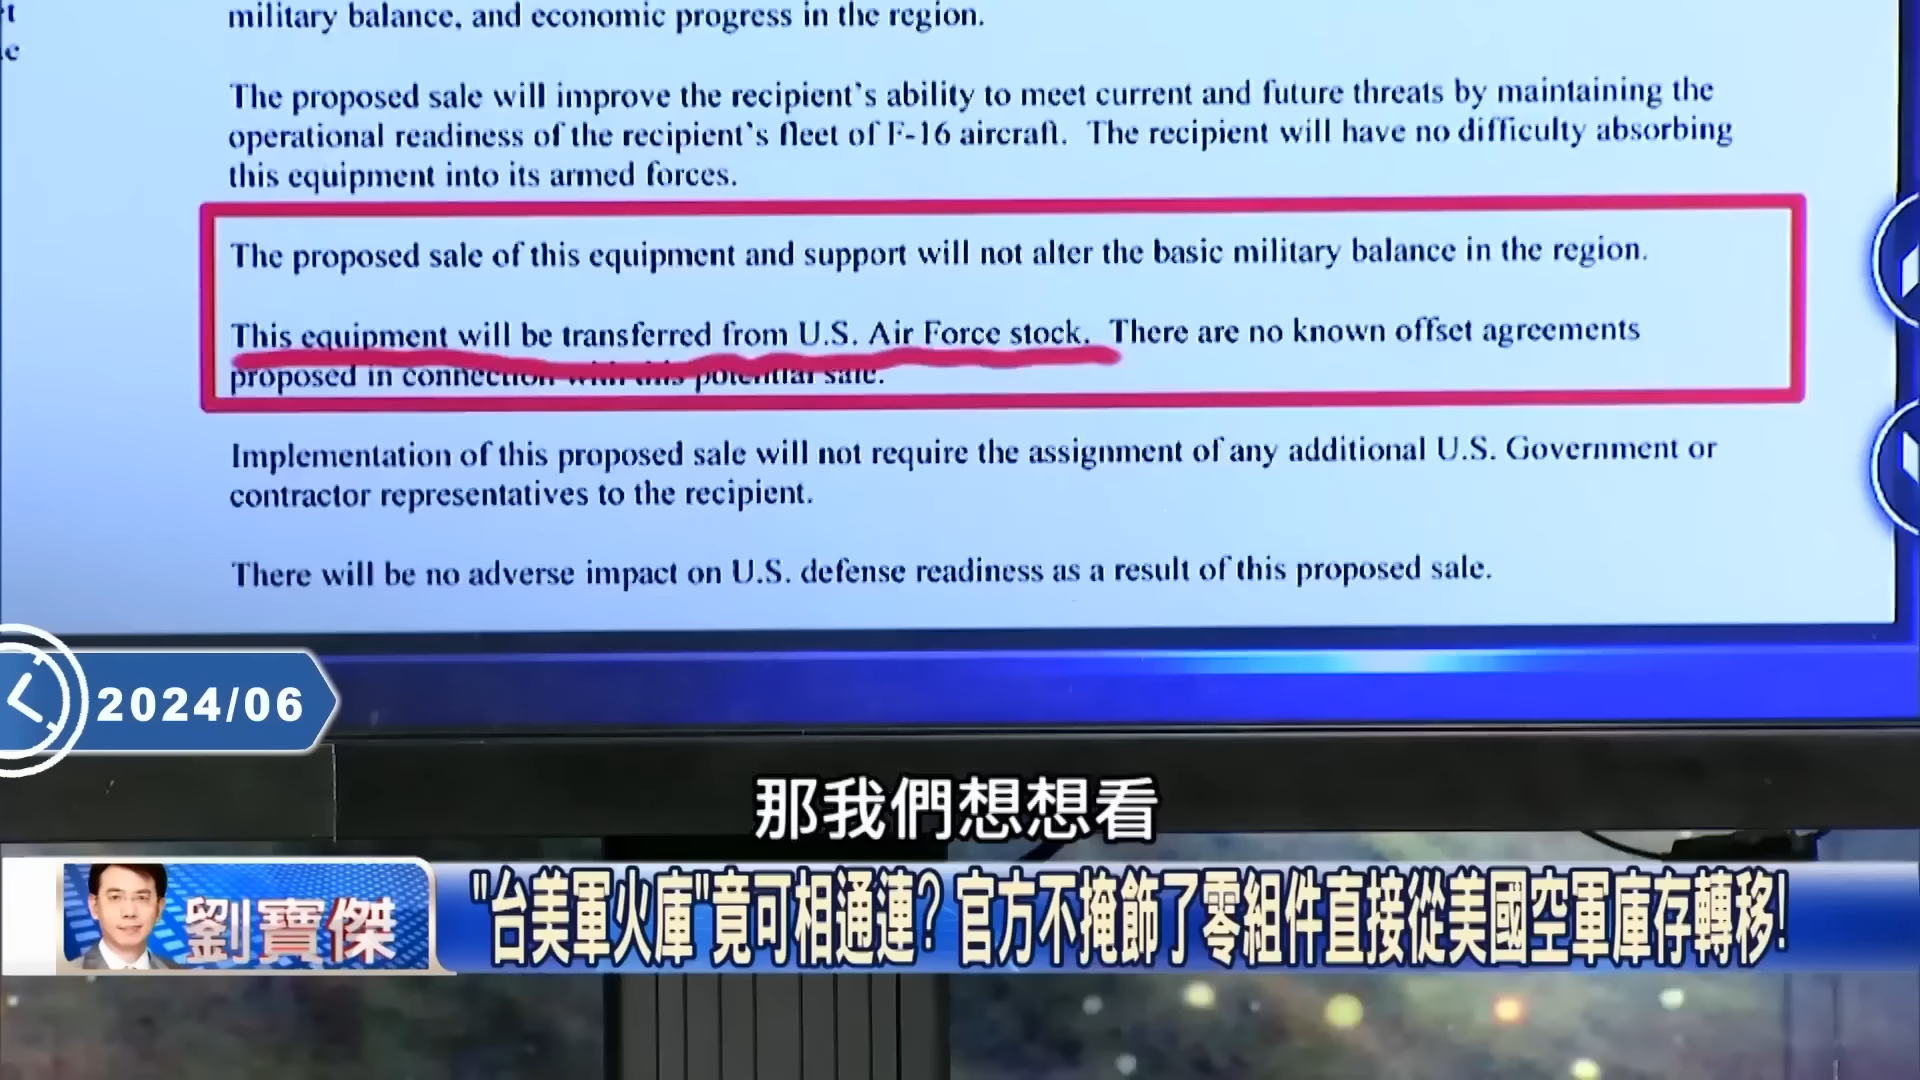 military balance, and economic progress in the region.
The proposed sale will improve the recipient's ability to meet current and future threats by maintaining the
operational readiness of the recipient's fleet of F-16 aircraft. The recipient will have no difficulty absorbing
this equipment into its armed forces.
The proposed sale of this equipment and support will not alter the basic military balance in the region.
This equipment will be transferred from U.S. Air Force stock. There are no known offset agreements
proposed in connection with this potential sale.
Implementation of this proposed sale will not require the assignment of any additional U.S. Government or
contractor representatives to the recipient.
There will be no adverse impact on U.S. defense readiness as a result of this proposed sale.
2024/06
那我們想想看
劉寶傑
"台美軍火庫"竟可相通連? 官方不掩飾了零組件直接從美國空軍庫存轉移!